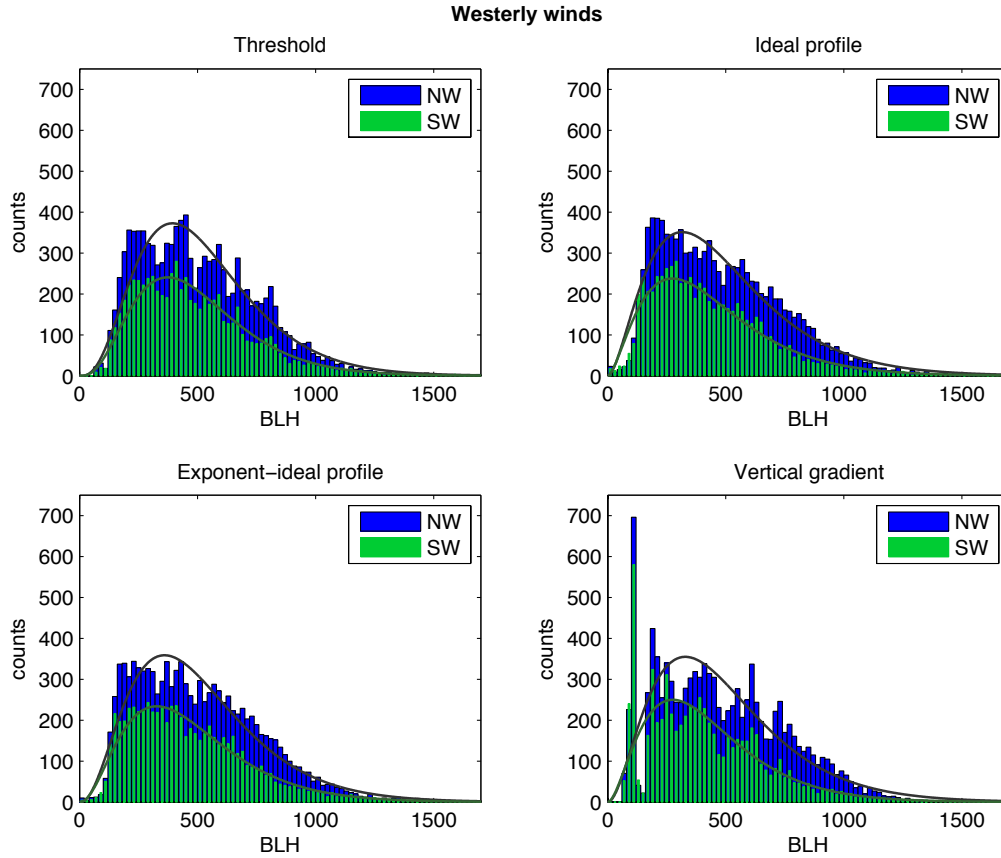 Westerly winds
Threshold
700
600
500
400
300
200
100
0
counts
0 500 1000 1500
BLH
NW
SW
Ideal profile
700
600
500
400
300
200
100
0
counts
0 500 1000 1500
BLH
NW
SW
Exponent−ideal profile
700
600
500
400
300
200
100
0
counts
0 500 1000 1500
BLH
NW
SW
Vertical gradient
700
600
500
400
300
200
100
0
counts
0 500 1000 1500
BLH
NW
SW